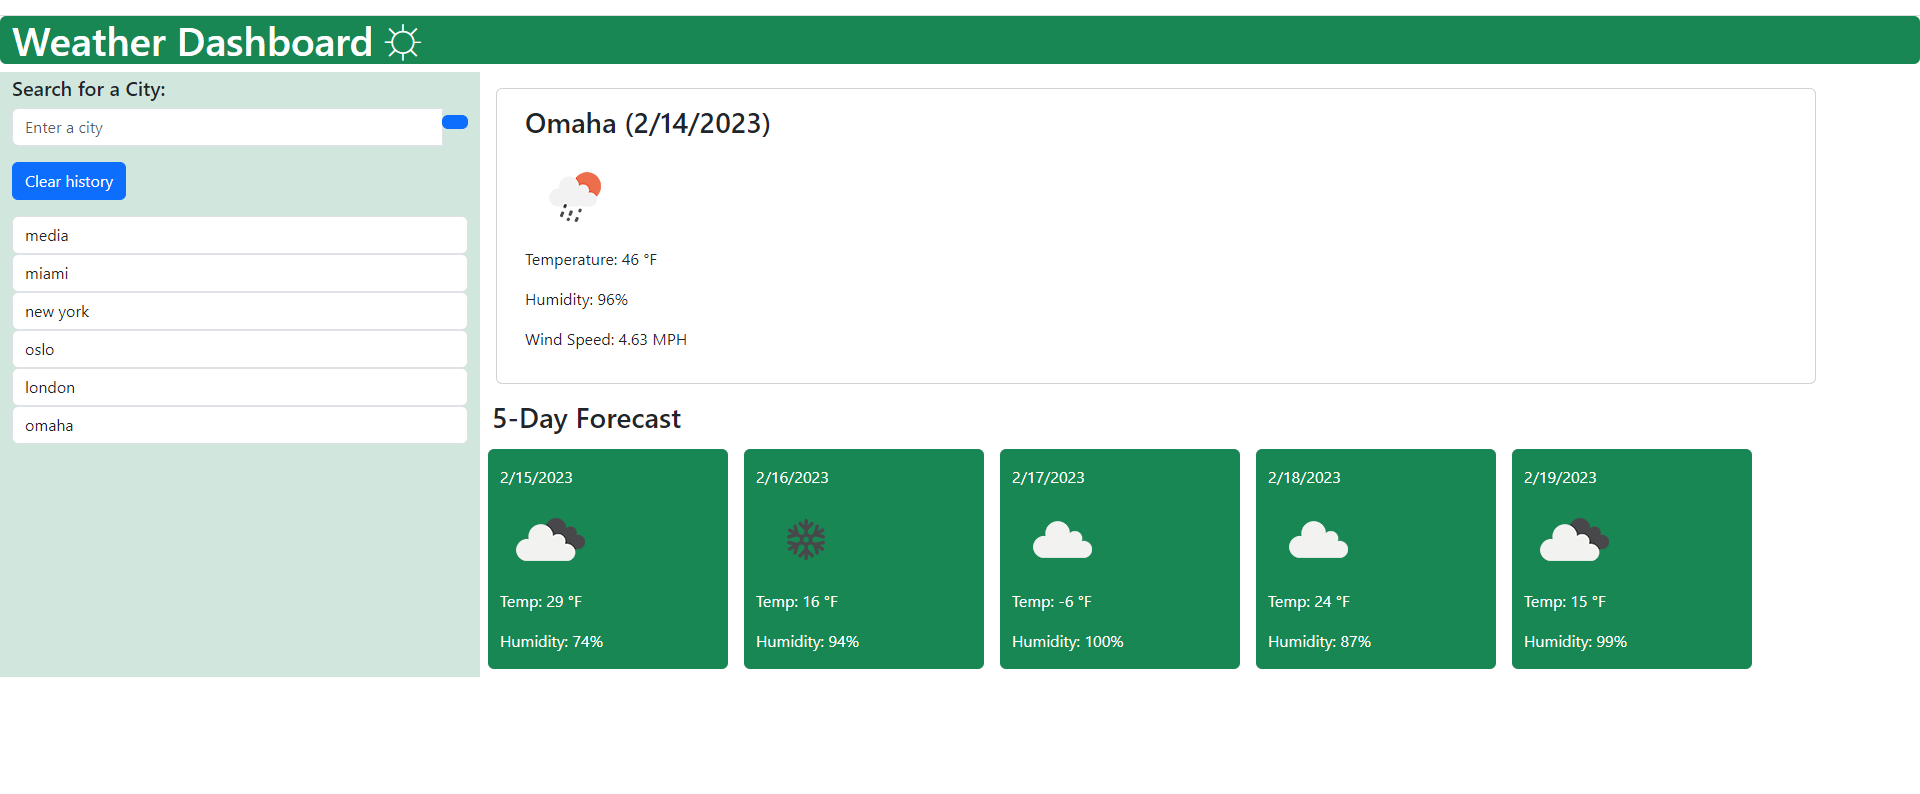 Weather Dashboard
Search for a City:
Enter a city
Clear history
media
miami
new york
oslo
london
omaha
Omaha (2/14/2023)
Temperature: 46 °F
Humidity: 96%
Wind Speed: 4.63 MPH
5-Day Forecast
2/15/2023
Temp: 29 °F
Humidity: 74%
2/16/2023
Temp: 16 °F
Humidity: 94%
2/17/2023
Temp: -6 °F
Humidity: 100%
2/18/2023
Temp: 24 °F
Humidity: 87%
2/19/2023
Temp: 15 °F
Humidity: 99%